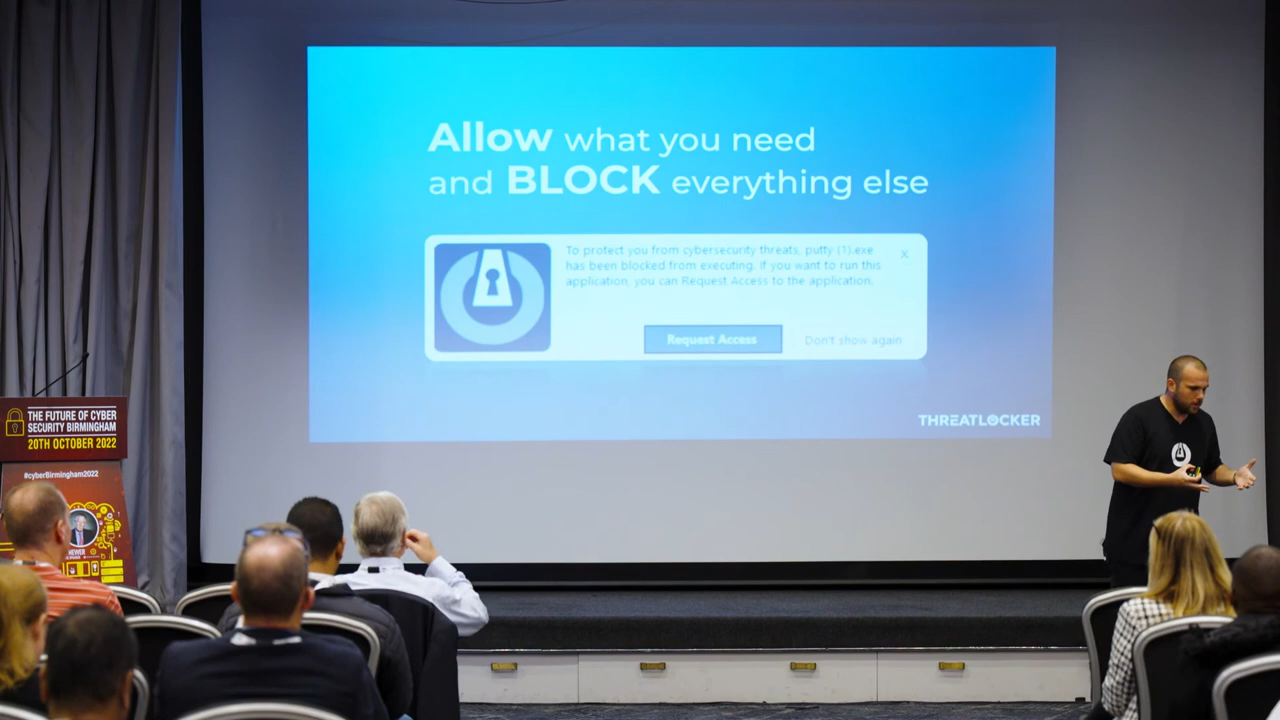 Allow what you need
and BLOCK everything else
To protect you from cybersecurity threats, putty (1).exe
has been blocked from executing. If you want to run this
application, you can Request Access to the application.
X
Request Access
Don't show again
THREATLOCKER
THE FUTURE OF CYBER
SECURITY BIRMINGHAM
20TH OCTOBER 2022
#cyberBirmingham2022
HEWER